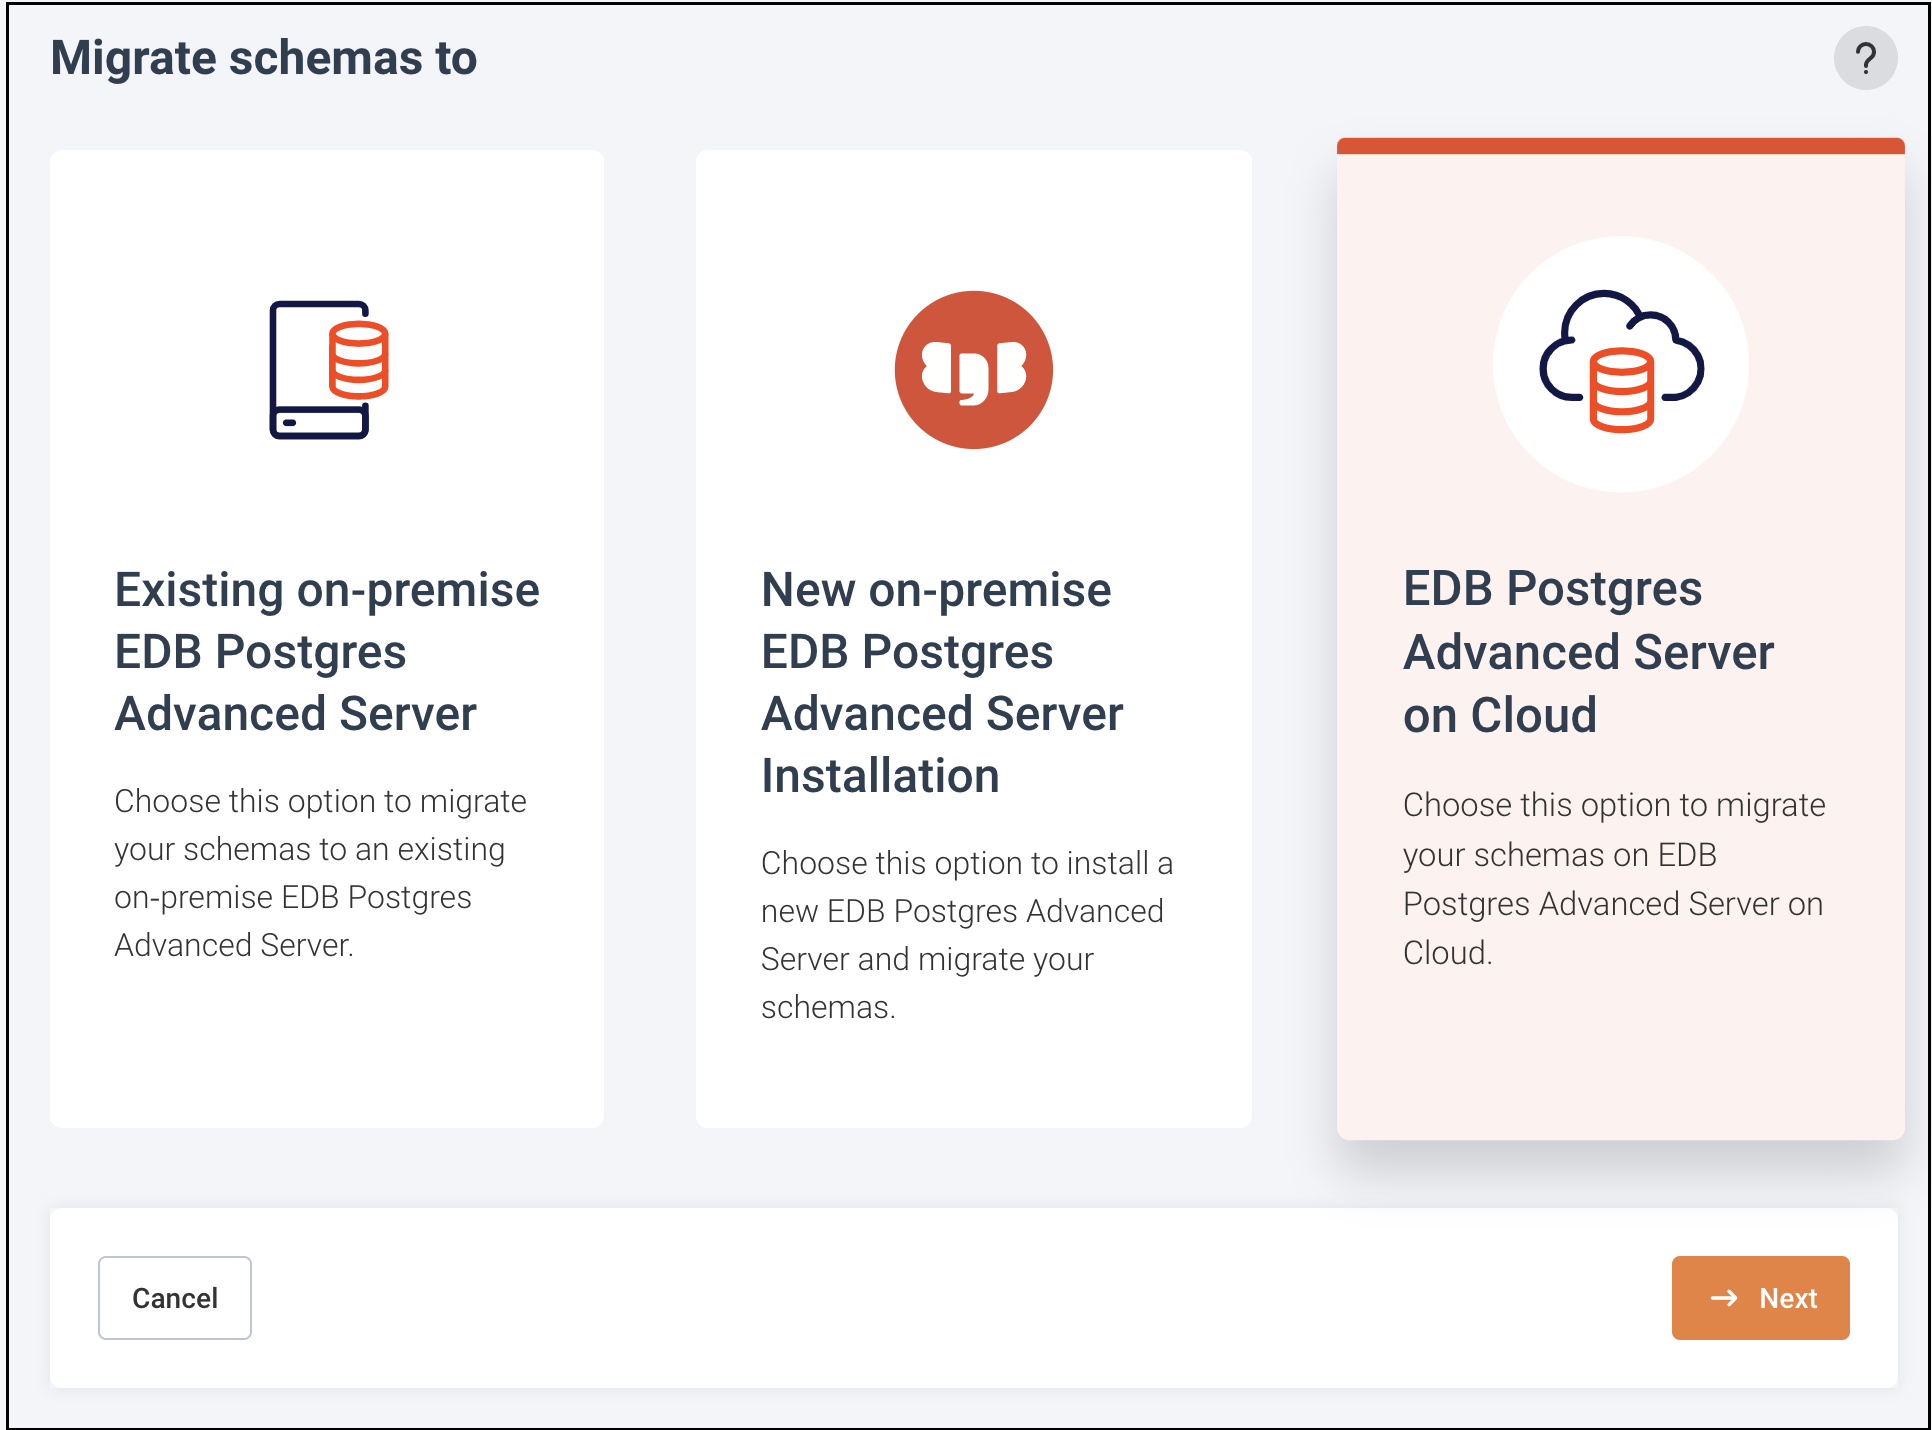 Migrate schemas to
?
Existing on-premise
EDB Postgres
Advanced Server
Choose this option to migrate
your schemas to an existing
on-premise EDB Postgres
Advanced Server.
New on-premise
EDB Postgres
Advanced Server
Installation
Choose this option to install a
new EDB Postgres Advanced
Server and migrate your
schemas.
EDB Postgres
Advanced Server
on Cloud
Choose this option to migrate
your schemas on EDB
Postgres Advanced Server on
Cloud.
Cancel
→ Next